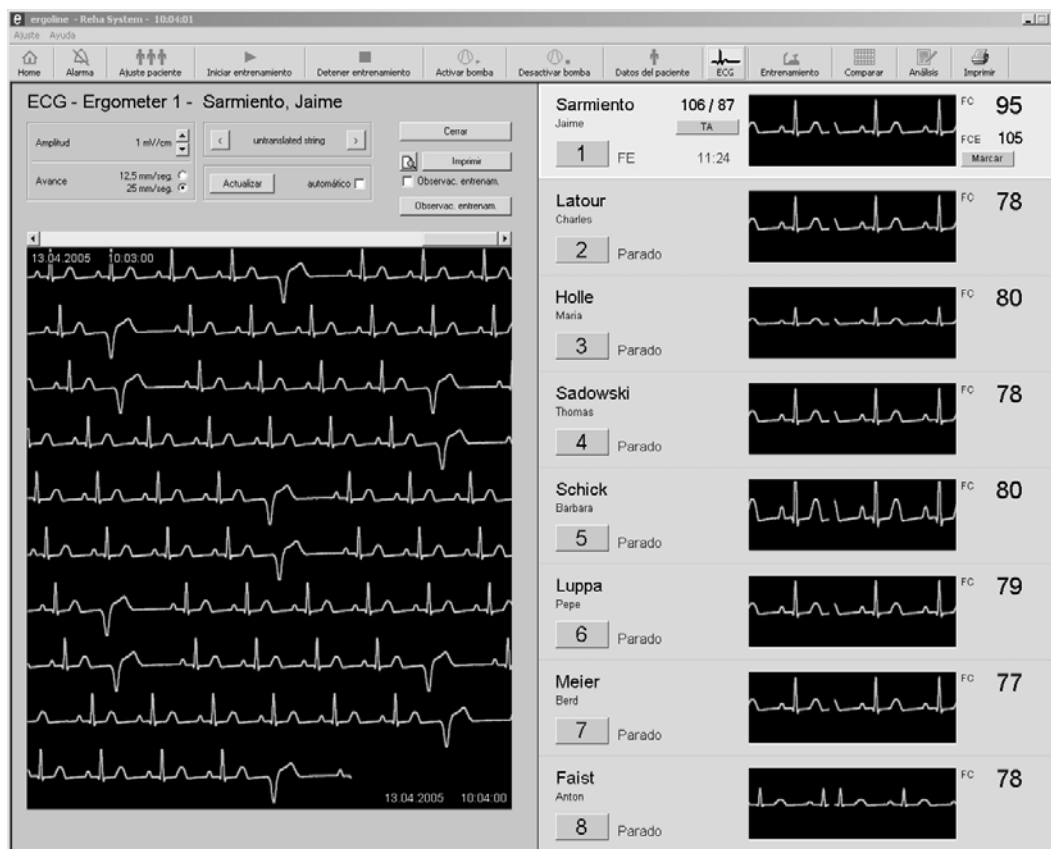 e ergoline - Reha System - 10:04:01
Ajuste Ayuda
Home Alarma Ajuste paciente Iniciar entrenamiento Detener entrenamiento Activar bomba Desactivar bomba Datos del paciente ECG Entrenamiento Comparar Análisis Imprimir
ECG - Ergometer 1 - Sarmiento, Jaime
Amplitud 1 mV/cm
< untranslated string >
Cerrar
Imprimir
Avance 12,5 mm/seg.
25 mm/seg.
Actualizar automático
Observac. entrenam.
Observac. entrenam.
13.04.2005 10:03:00
13.04.2005 10:04:00
Sarmiento 106 / 87 FC 95
Jaime TA
FCE 105
1 FE 11:24 Marcar
Latour FC 78
Charles
2 Parado
Holle FC 80
Maria
3 Parado
Sadowski FC 78
Thomas
4 Parado
Schick FC 80
Barbara
5 Parado
Luppa FC 79
Pepe
6 Parado
Meier FC 77
Berd
7 Parado
Faist FC 78
Anton
8 Parado